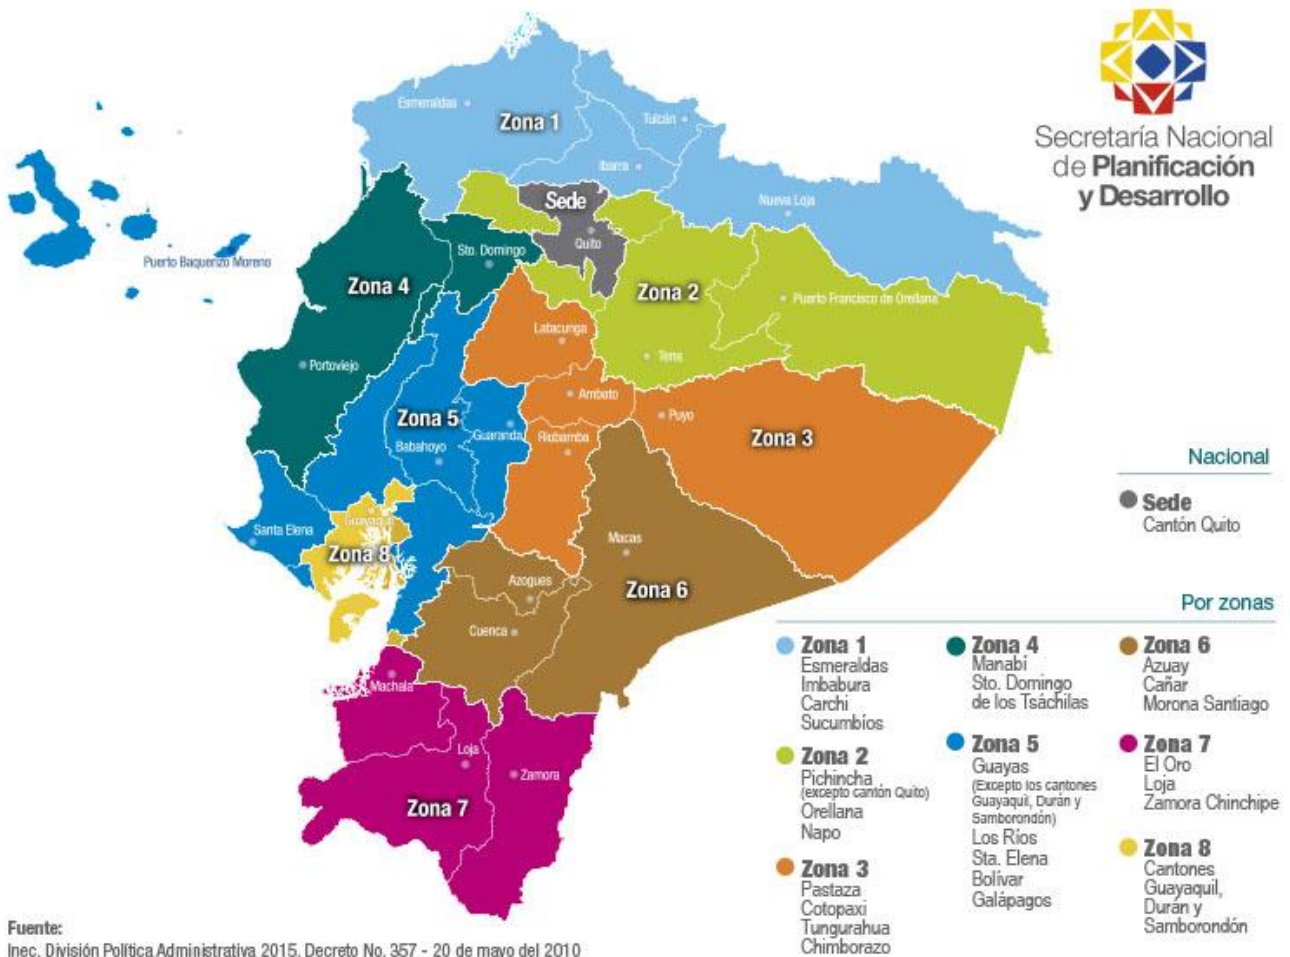 Secretaría Nacional
de Planificación
y Desarrollo
Esmeraldas
Zona 1
Tulcán
Ibarra
Nueva Loja
Sede
Quito
Puerto Baquerizo Moreno
Sto. Domingo
Zona 4
Zona 2
Puerto Francisco de Orellana
Latacunga
Tena
Portoviejo
Ambato
Zona 5
Puyo
Guaranda
Riobamba
Zona 3
Babahoyo
Guayaquil
Santa Elena
Zona 8
Macas
Azogues
Zona 6
Cuenca
Machala
Loja
Zamora
Zona 7
Nacional
Sede
Cantón Quito
Por zonas
Zona 1
Esmeraldas
Imbabura
Carchi
Sucumbíos
Zona 2
Pichincha
(excepto cantón Quito)
Orellana
Napo
Zona 3
Pastaza
Cotopaxi
Tungurahua
Chimborazo
Zona 4
Manabí
Sto. Domingo
de los Tsáchilas
Zona 5
Guayas
(Excepto los cantones
Guayaquil, Durán y
Samborondón)
Los Ríos
Sta. Elena
Bolívar
Galápagos
Zona 6
Azuay
Cañar
Morona Santiago
Zona 7
El Oro
Loja
Zamora Chinchipe
Zona 8
Cantones
Guayaquil,
Durán y
Samborondón
Fuente:
Inec. División Política Administrativa 2015. Decreto No. 357 - 20 de mayo del 2010